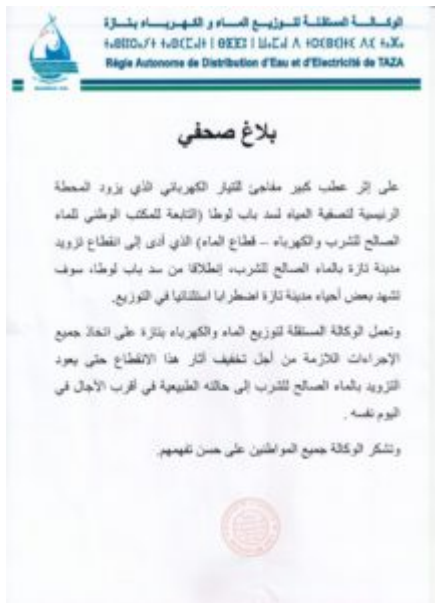 الوكالة المستقلة لتوزيع الماء و الكهرباء بتازة
Régie Autonome de Distribution d'Eau et d'Electricité de TAZA
بلاغ صحفي
على إثر عطب كبير مفاجئ للتيار الكهربائي الذي يزود المحطة
الرئيسية لتصفية المياه لسد باب لوطا (التابعة للمكتب الوطني للماء
الصالح للشرب والكهرباء – قطاع الماء) الذي أدى إلى انقطاع تزويد
مدينة تازة بالماء الصالح للشرب، إنطلاقا من سد باب لوطا، سوف
تشهد بعض أحياء مدينة تازة اضطرابا استثنائيا في التوزيع.
وتعمل الوكالة المستقلة لتوزيع الماء والكهرباء بتازة على اتخاذ جميع
الإجراءات اللازمة من أجل تخفيف آثار هذا الانقطاع حتى يعود
التزويد بالماء الصالح للشرب إلى حالته الطبيعية في أقرب الآجال في
اليوم نفسه .
وتشكر الوكالة جميع المواطنين على حسن تفهمهم.